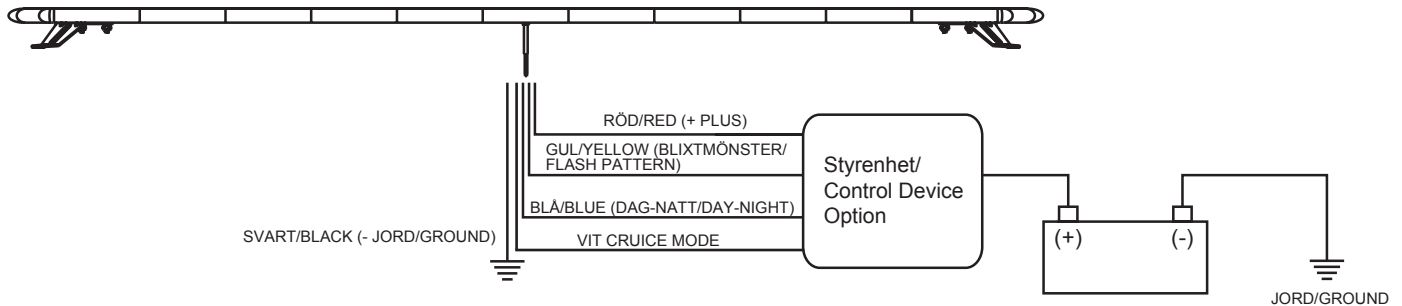 RÖD/RED (+ PLUS)
GUL/YELLOW (BLIXTMÖNSTER/
FLASH PATTERN)
BLÅ/BLUE (DAG-NATT/DAY-NIGHT)
SVART/BLACK (- JORD/GROUND)
VIT CRUICE MODE
Styrenhet/
Control Device
Option
(+)
(-)
JORD/GROUND